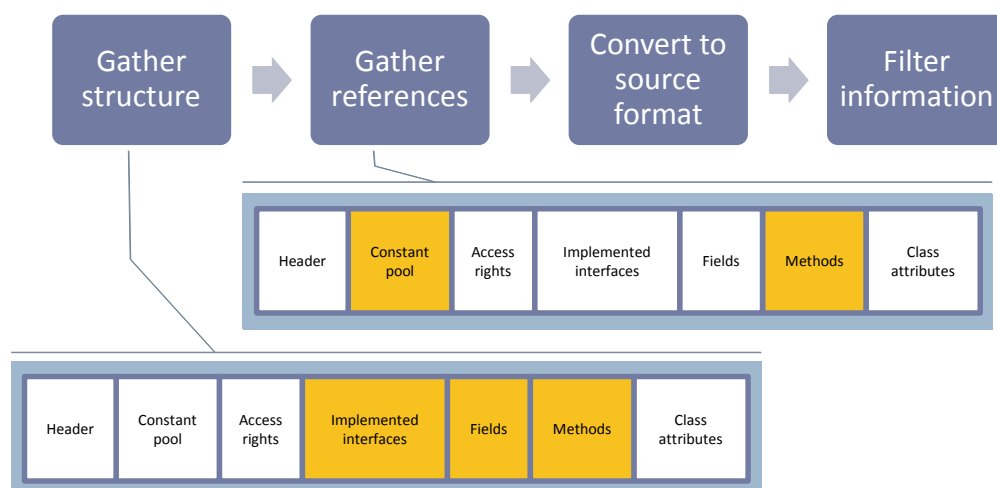 Gather
structure
Gather
references
Convert to
source
format
Filter
information
Header
Constant
pool
Access
rights
Implemented
interfaces
Fields
Methods
Class
attributes
Header
Constant
pool
Access
rights
Implemented
interfaces
Fields
Methods
Class
attributes